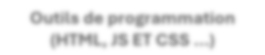 Outils de programmation
(HTML, JS ET CSS ...)